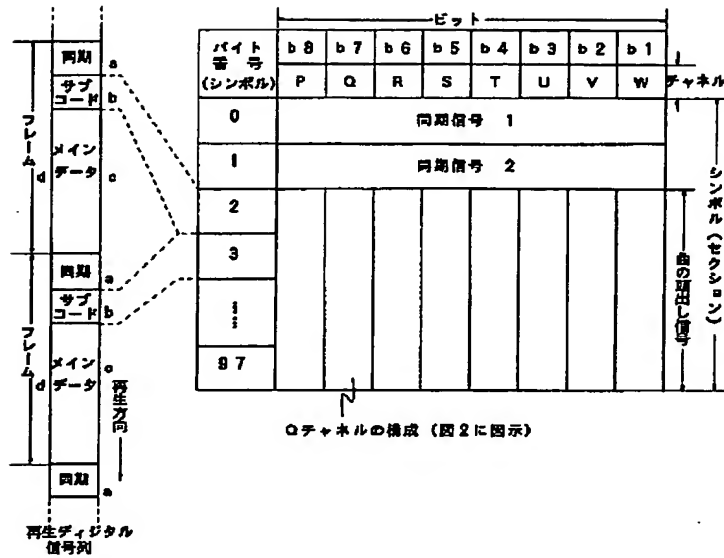 同期
a
サブ
コード
b
フレーム
d
メイン
データ
c
同期
a
サブ
コード
b
フレーム
d
メイン
データ
c
再生方向
同期
a
再生ディジタル
信号列
ビット
バイト
番号
(シンボル)
b8 b7 b6 b5 b4 b3 b2 b1
P Q R S T U V W
チャネル
0 同期信号 1
1 同期信号 2
2
3
⋮
97
曲の頭出し信号
シンボル(セクション)
Qチャネルの構成 (図2に図示)